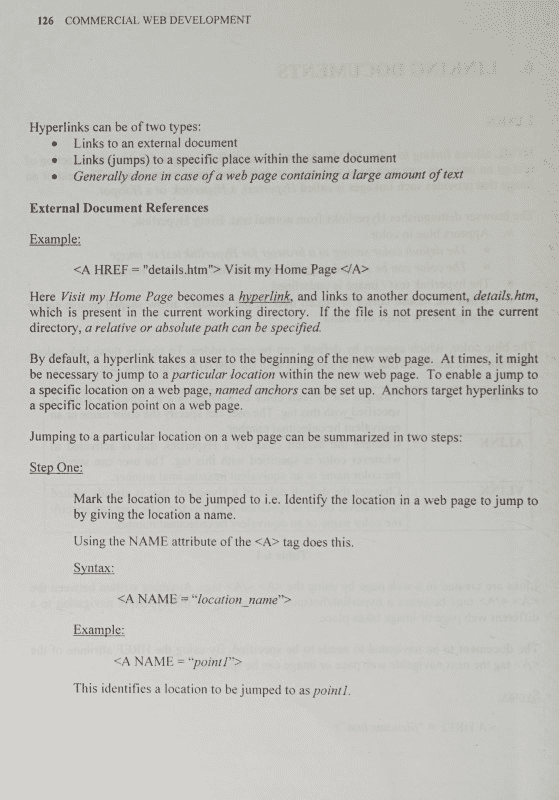 126 COMMERCIAL WEB DEVELOPMENT
Hyperlinks can be of two types:
• Links to an external document
• Links (jumps) to a specific place within the same document
• Generally done in case of a web page containing a large amount of text
External Document References
Example:
<A HREF = "details.htm"> Visit my Home Page </A>
Here Visit my Home Page becomes a hyperlink, and links to another document, details.htm,
which is present in the current working directory. If the file is not present in the current
directory, a relative or absolute path can be specified.
By default, a hyperlink takes a user to the beginning of the new web page. At times, it might
be necessary to jump to a particular location within the new web page. To enable a jump to
a specific location on a web page, named anchors can be set up. Anchors target hyperlinks to
a specific location point on a web page.
Jumping to a particular location on a web page can be summarized in two steps:
Step One:
Mark the location to be jumped to i.e. Identify the location in a web page to jump to
by giving the location a name.
Using the NAME attribute of the <A> tag does this.
Syntax:
<A NAME = “location_name”>
Example:
<A NAME = “point1”>
This identifies a location to be jumped to as point1.